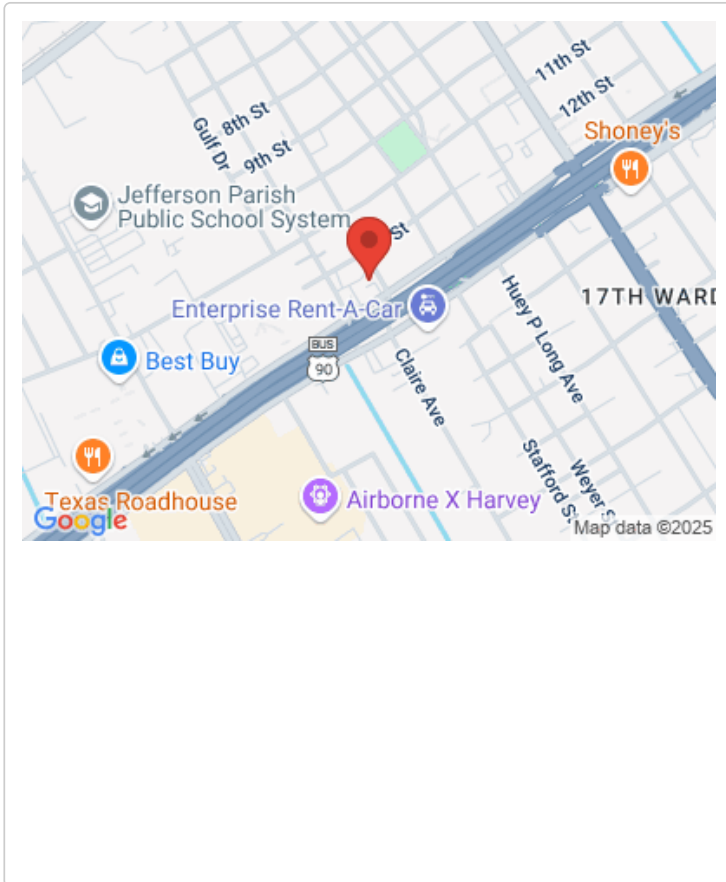 11th St
12th St
8th St
9th St
Gulf Dr
Shoney's
Jefferson Parish
Public School System
St
Enterprise Rent-A-Car
Huey P Long Ave
17TH WARD
BUS
90
Best Buy
Claire Ave
Stafford St
Weyer S
Texas Roadhouse
Airborne X Harvey
Google
Map data ©2025